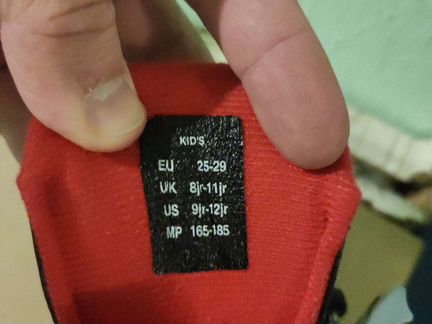 KID'S
EU 25-29
UK 8jr-11jr
US 9jr-12jr
MP 165-185